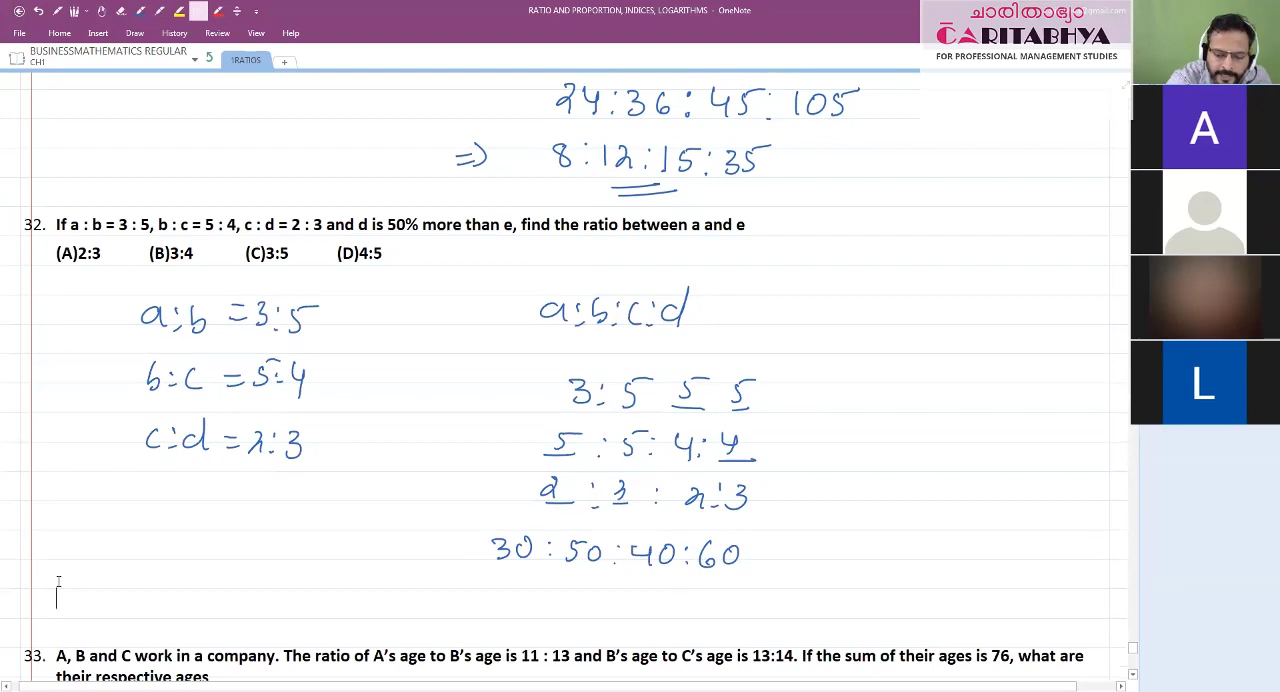 RATIO AND PROPORTION, INDICES, LOGARITHMS - OneNote
File Home Insert Draw History Review View Help
BUSINESSMATHEMATICS REGULAR
CH1
1RATIOS
ചാരിതാഭ്യാ
@gmail.com
CARITABHYA
FOR PROFESSIONAL MANAGEMENT STUDIES
24:36:45:105
=> 8:12:15:35
32. If a : b = 3 : 5, b : c = 5 : 4, c : d = 2 : 3 and d is 50% more than e, find the ratio between a and e
(A)2:3 (B)3:4 (C)3:5 (D)4:5
a:b = 3:5
b:c = 5:4
c:d = 2:3
a:b:c:d
3:5 5 5
5:5:4:4
2:2:2:3
30:50:40:60
33. A, B and C work in a company. The ratio of A's age to B's age is 11 : 13 and B's age to C's age is 13:14. If the sum of their ages is 76, what are
their respective ages
A
L